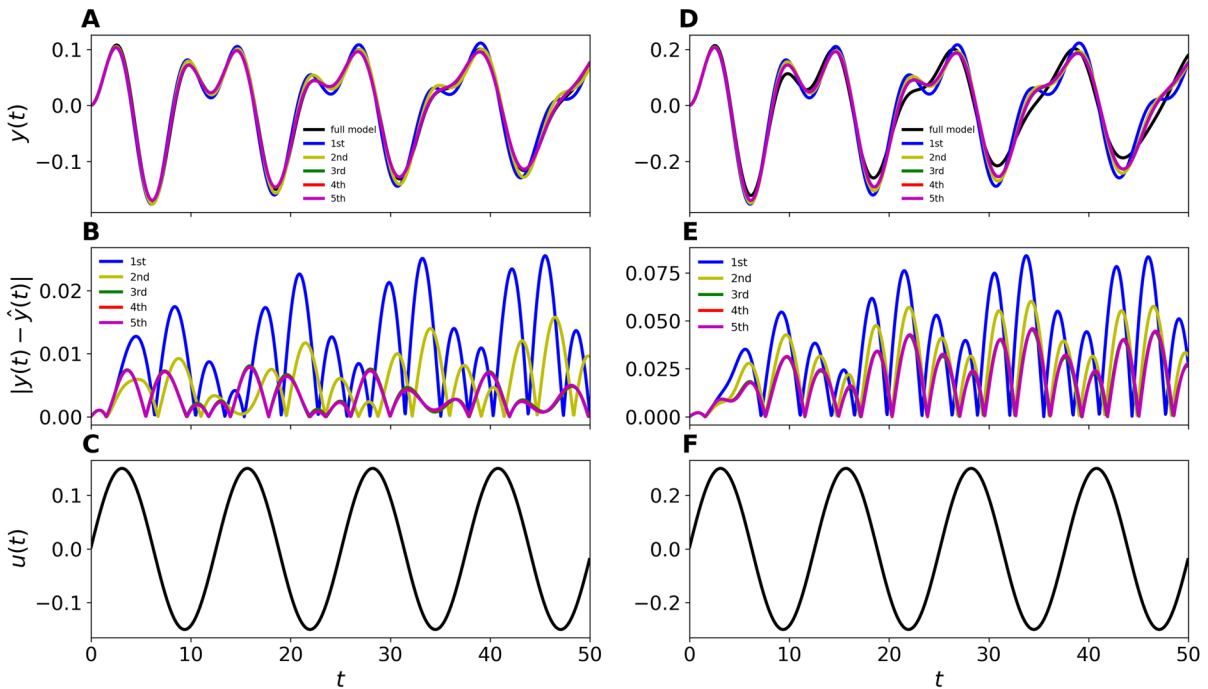 A
0.1
0.0
−0.1
y(t)
full model
1st
2nd
3rd
4th
5th
B
0.02
0.01
0.00
|y(t) − ŷ(t)|
1st
2nd
3rd
4th
5th
C
0.1
0.0
−0.1
u(t)
0 10 20 30 40 50
t
D
0.2
0.0
−0.2
full model
1st
2nd
3rd
4th
5th
E
0.075
0.050
0.025
0.000
1st
2nd
3rd
4th
5th
F
0.2
0.0
−0.2
0 10 20 30 40 50
t